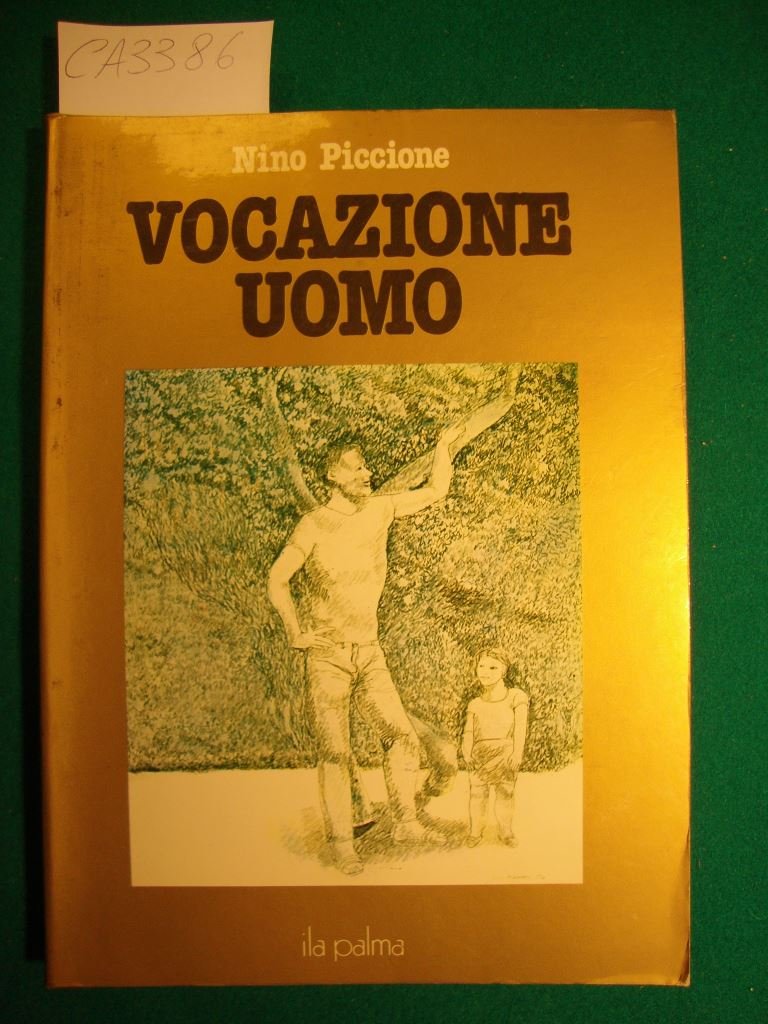 CA3386
Nino Piccione
VOCAZIONE
UOMO
ila palma